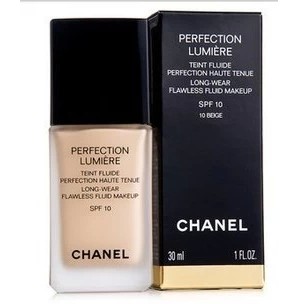 PERFECTION
LUMIÈRE
TEINT FLUIDE
PERFECTION HAUTE TENUE
LONG-WEAR
FLAWLESS FLUID MAKEUP
SPF 10
CHANEL
PERFECTION
LUMIÈRE
TEINT FLUIDE
PERFECTION HAUTE TENUE
LONG-WEAR
FLAWLESS FLUID MAKEUP
SPF 10
10 BEIGE
CHANEL
30 ml 1 FL.OZ.